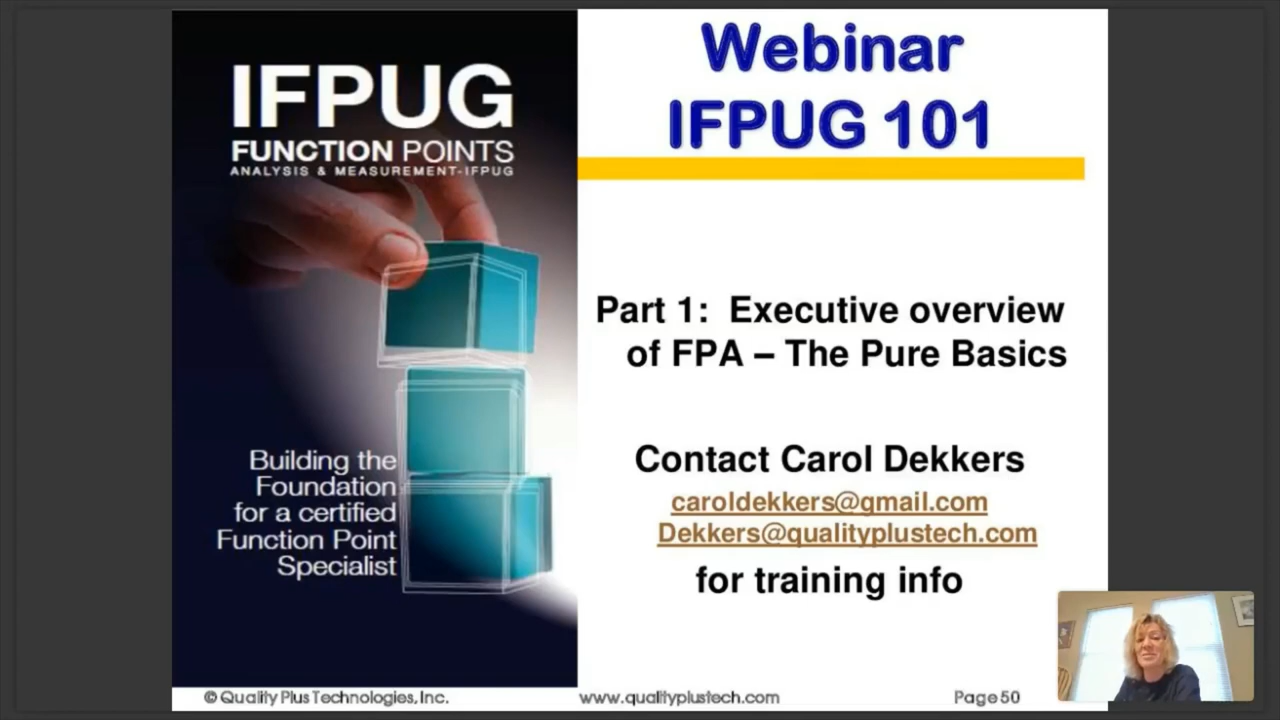 IFPUG
FUNCTION POINTS
ANALYSIS & MEASUREMENT-IFPUG
Building the
Foundation
for a certified
Function Point
Specialist
Webinar
IFPUG 101
Part 1: Executive overview
of FPA – The Pure Basics
Contact Carol Dekkers
caroldekkers@gmail.com
Dekkers@qualityplustech.com
for training info
© Quality Plus Technologies, Inc.
www.qualityplustech.com
Page 50